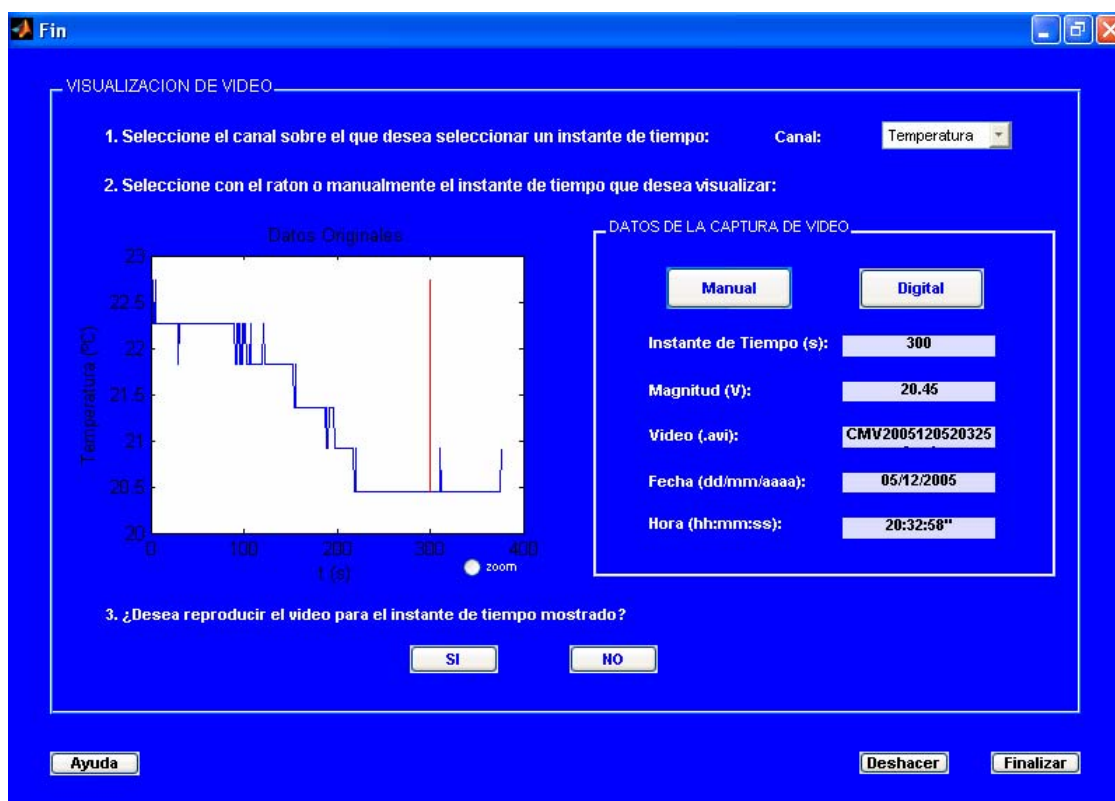 Fin
VISUALIZACION DE VIDEO
1. Seleccione el canal sobre el que desea seleccionar un instante de tiempo: Canal: Temperatura
2. Seleccione con el raton o manualmente el instante de tiempo que desea visualizar:
Datos Originales
23
22.5
22
21.5
21
20.5
20
Temperatura (ºC)
0 100 200 300 400
t (s)
zoom
DATOS DE LA CAPTURA DE VIDEO
Manual Digital
Instante de Tiempo (s): 300
Magnitud (V): 20.45
Video (.avi): CMV2005120520325
Fecha (dd/mm/aaaa): 05/12/2005
Hora (hh:mm:ss): 20:32:58"
3. ¿Desea reproducir el video para el instante de tiempo mostrado?
SI NO
Ayuda Deshacer Finalizar